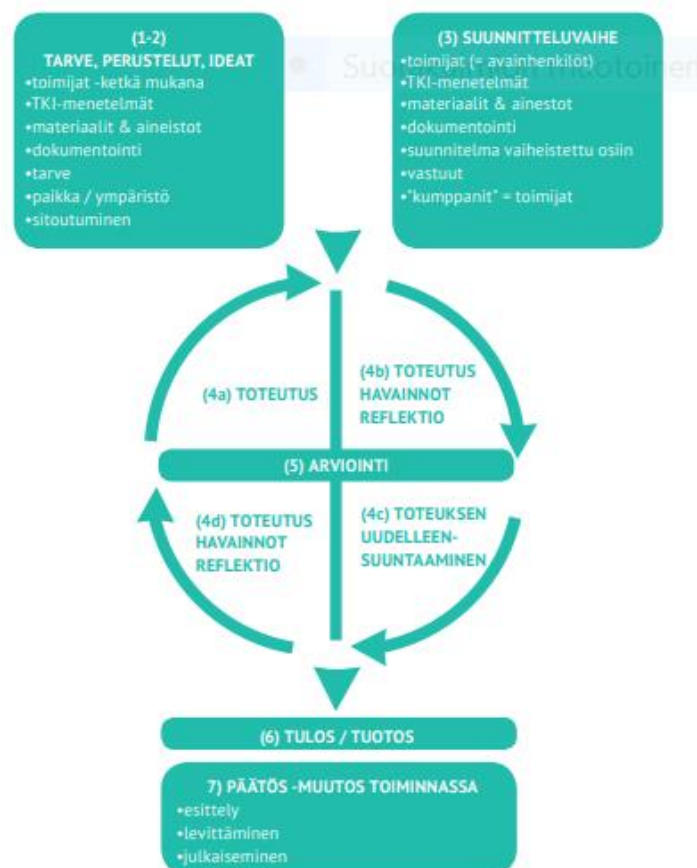 (1-2)
TARVE, PERUSTELUT, IDEAT
•toimijat -ketkä mukana
•TKI-menetelmät
•materiaalit & aineistot
•dokumentointi
•tarve
•paikka / ympäristö
•sitoutuminen
(3) SUUNNITTELUVAIHE
•toimijat (= avainhenkilöt)
•TKI-menetelmät
•materiaalit & ainestot
•dokumentointi
•suunnitelma vaiheistettu osiin
•vastuut
•"kumppanit" = toimijat
(4a) TOTEUTUS
(4b) TOTEUTUS
HAVAINNOT
REFLEKTIO
(5) ARVIOINTI
(4d) TOTEUTUS
HAVAINNOT
REFLEKTIO
(4c) TOTEUKSEN
UUDELLEEN-
SUUNTAAMINEN
(6) TULOS / TUOTOS
7) PÄÄTÖS -MUUTOS TOIMINNASSA
•esittely
•levittäminen
•julkaiseminen